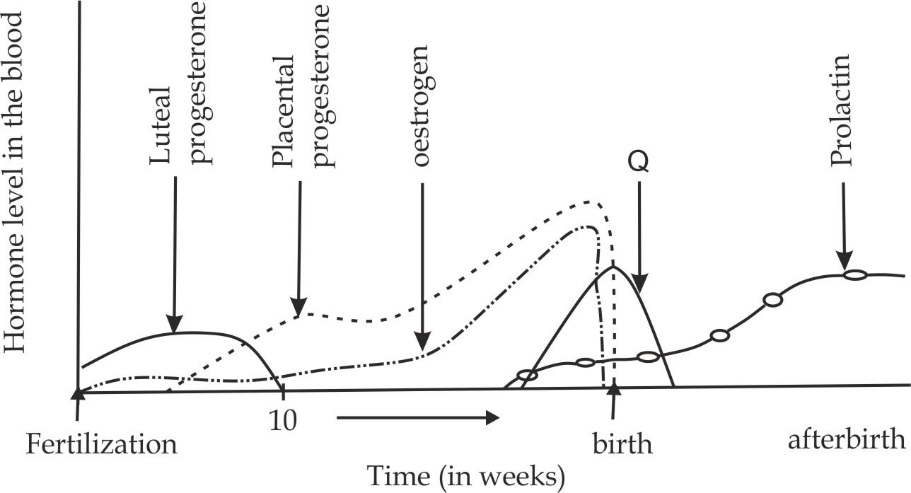 Hormone level in the blood
Luteal
progesterone
Placental
progesterone
oestrogen
Q
Prolactin
10
Fertilization
birth
afterbirth
Time (in weeks)